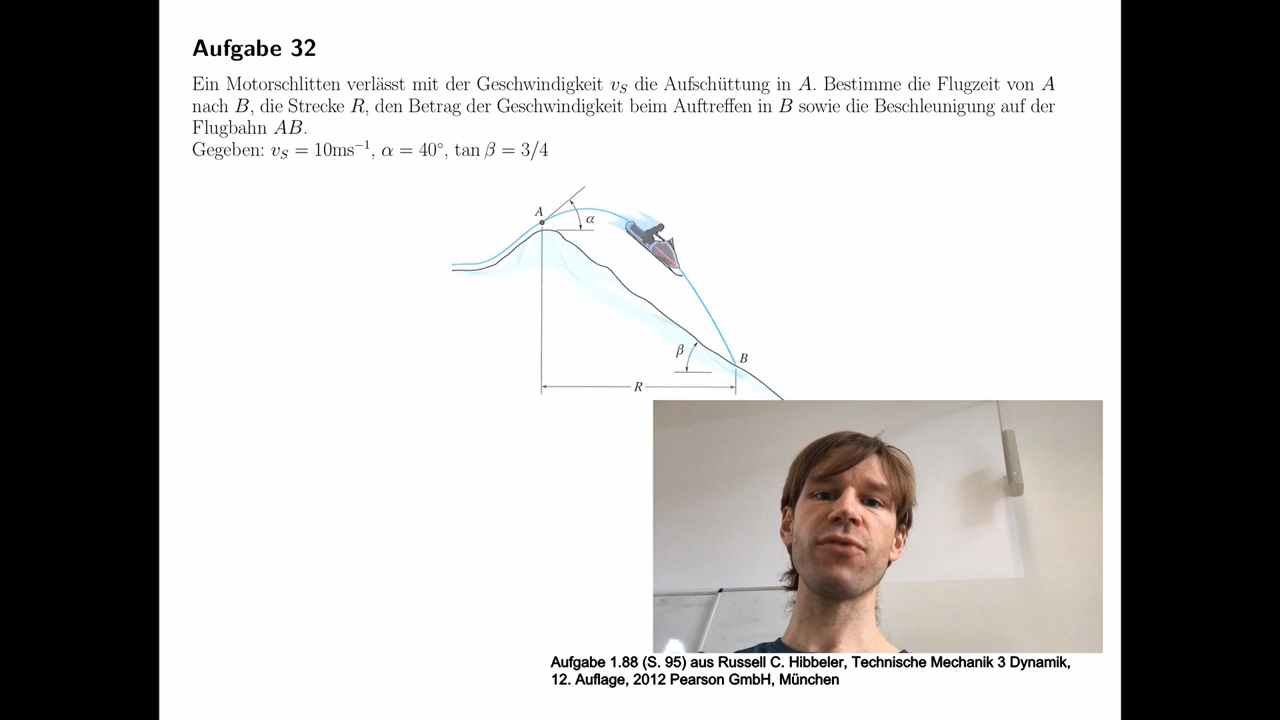 Aufgabe 32
Ein Motorschlitten verlässt mit der Geschwindigkeit v_S die Aufschüttung in A. Bestimme die Flugzeit von A
nach B, die Strecke R, den Betrag der Geschwindigkeit beim Auftreffen in B sowie die Beschleunigung auf der
Flugbahn AB.
Gegeben: v_S = 10ms⁻¹, α = 40°, tan β = 3/4
A
α
β
B
R
Aufgabe 1.88 (S. 95) aus Russell C. Hibbeler, Technische Mechanik 3 Dynamik,
12. Auflage, 2012 Pearson GmbH, München